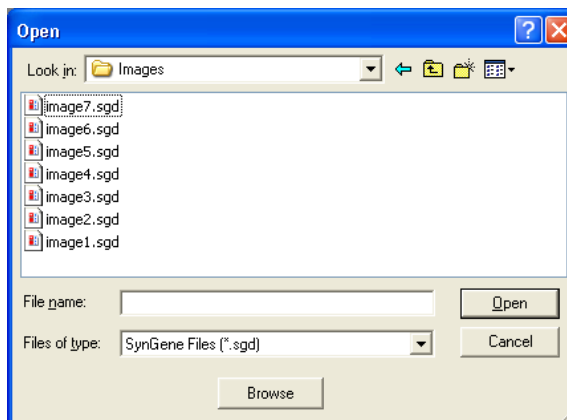 Open
Look in: Images
image7.sgd
image6.sgd
image5.sgd
image4.sgd
image3.sgd
image2.sgd
image1.sgd
File name: Open
Files of type: SynGene Files (*.sgd) Cancel
Browse